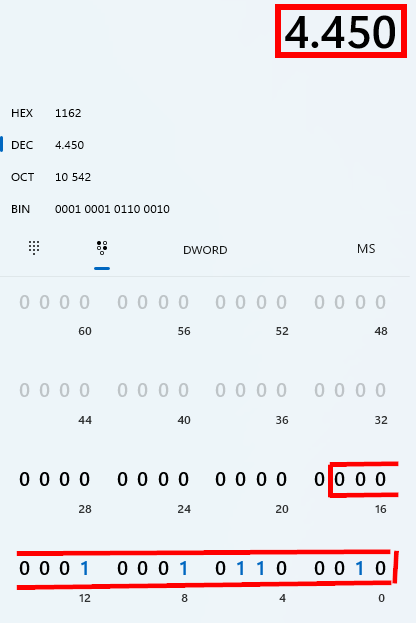 4.450
HEX 1162
DEC 4.450
OCT 10 542
BIN 0001 0001 0110 0010
DWORD MS
0 0 0 0 0 0 0 0 0 0 0 0 0 0 0 0
60 56 52 48
0 0 0 0 0 0 0 0 0 0 0 0 0 0 0 0
44 40 36 32
0 0 0 0 0 0 0 0 0 0 0 0 0 0 0 0
28 24 20 16
0 0 0 1 0 0 0 1 0 1 1 0 0 0 1 0
12 8 4 0